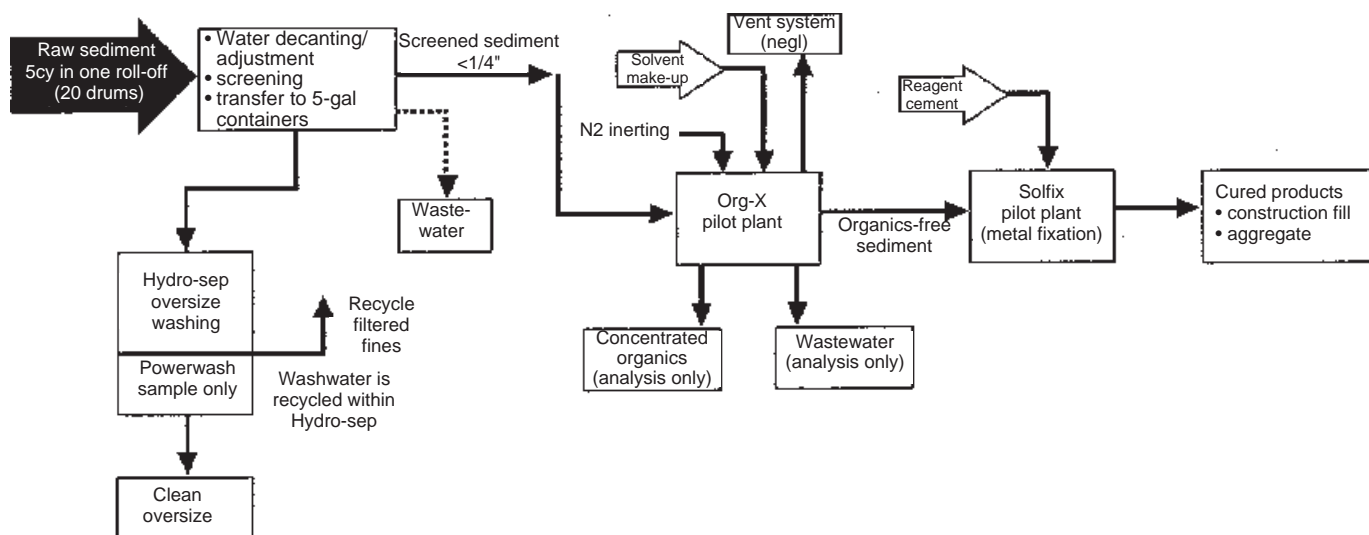 Raw sediment
5cy in one roll-off
(20 drums)
• Water decanting/
adjustment
• screening
• transfer to 5-gal
containers
Screened sediment
<1/4"
Waste-
water
Hydro-sep
oversize
washing
Powerwash
sample only
Recycle
filtered
fines
Washwater is
recycled within
Hydro-sep
Clean
oversize
Vent system
(negl)
Solvent
make-up
N2 inerting
Org-X
pilot plant
Concentrated
organics
(analysis only)
Wastewater
(analysis only)
Organics-free
sediment
Reagent
cement
Solfix
pilot plant
(metal fixation)
Cured products
• construction fill
• aggregate